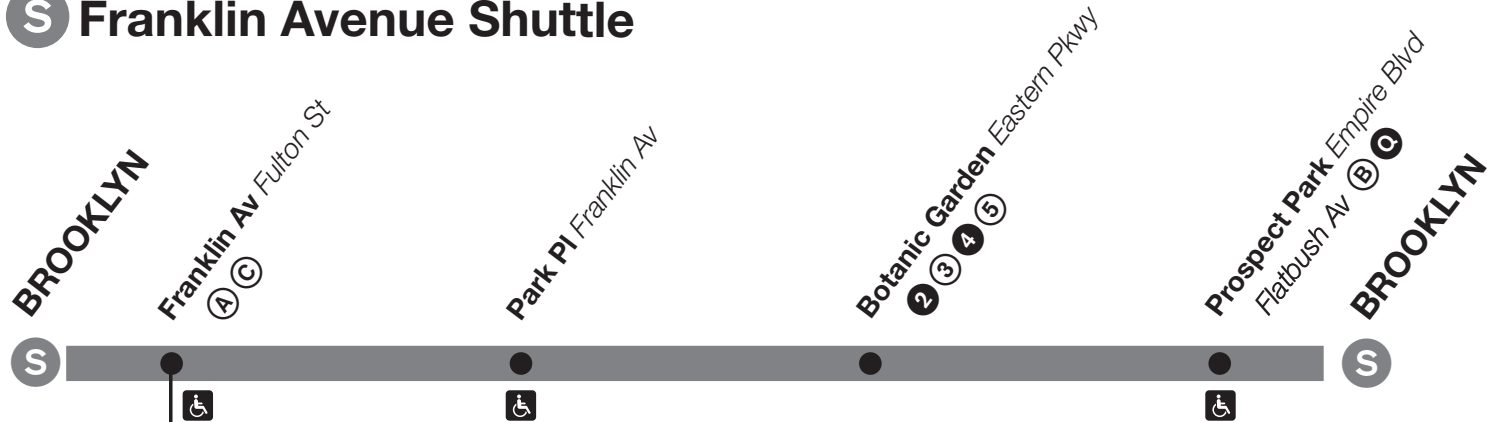 S Franklin Avenue Shuttle
BROOKLYN
Franklin Av Fulton St
A C
Park Pl Franklin Av
Botanic Garden Eastern Pkwy
2 3 4 5
Prospect Park Empire Blvd
Flatbush Av B Q
BROOKLYN
S
S